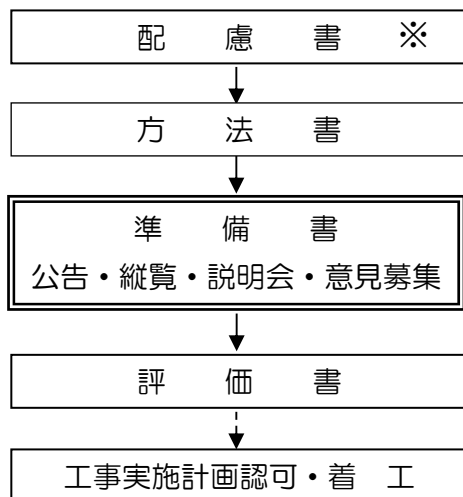 配　慮　書　※
方　法　書
準　備　書
公告・縦覧・説明会・意見募集
評　価　書
工事実施計画認可・着　工